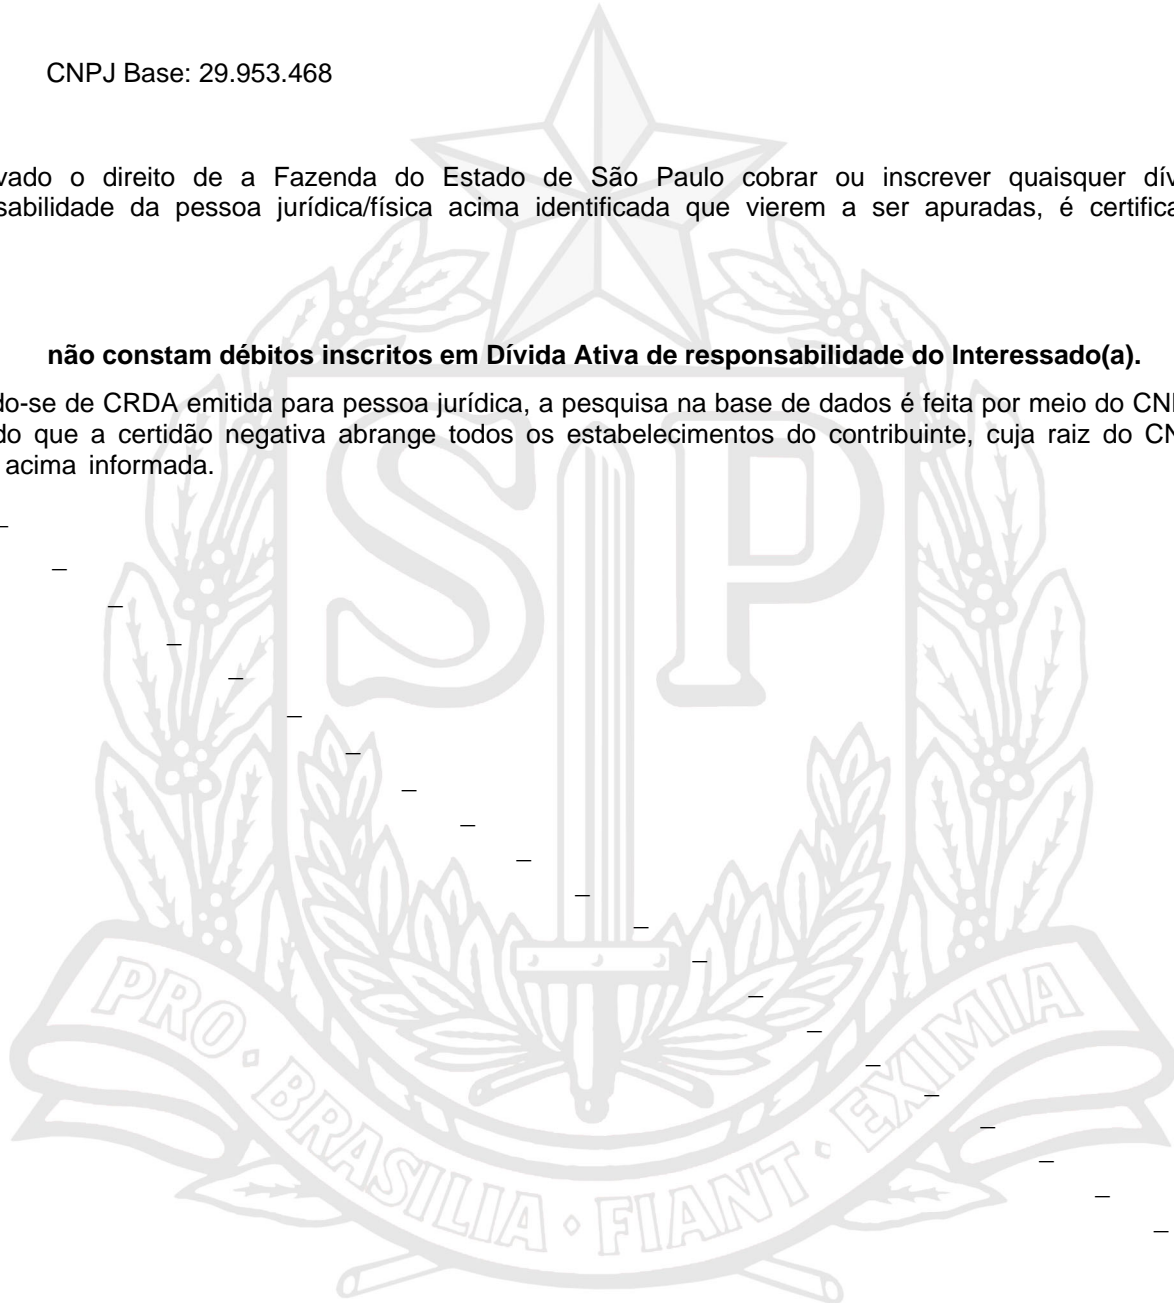 CNPJ Base: 29.953.468
vado o direito de a Fazenda do Estado de São Paulo cobrar ou inscrever quaisquer dív
sabilidade da pessoa jurídica/física acima identificada que vierem a ser apuradas, é certifica
não constam débitos inscritos em Dívida Ativa de responsabilidade do Interessado(a).
do-se de CRDA emitida para pessoa jurídica, a pesquisa na base de dados é feita por meio do CN
do que a certidão negativa abrange todos os estabelecimentos do contribuinte, cuja raiz do CN
acima informada.
SP
PRO · BRASILIA · FIANT · EXIMIA